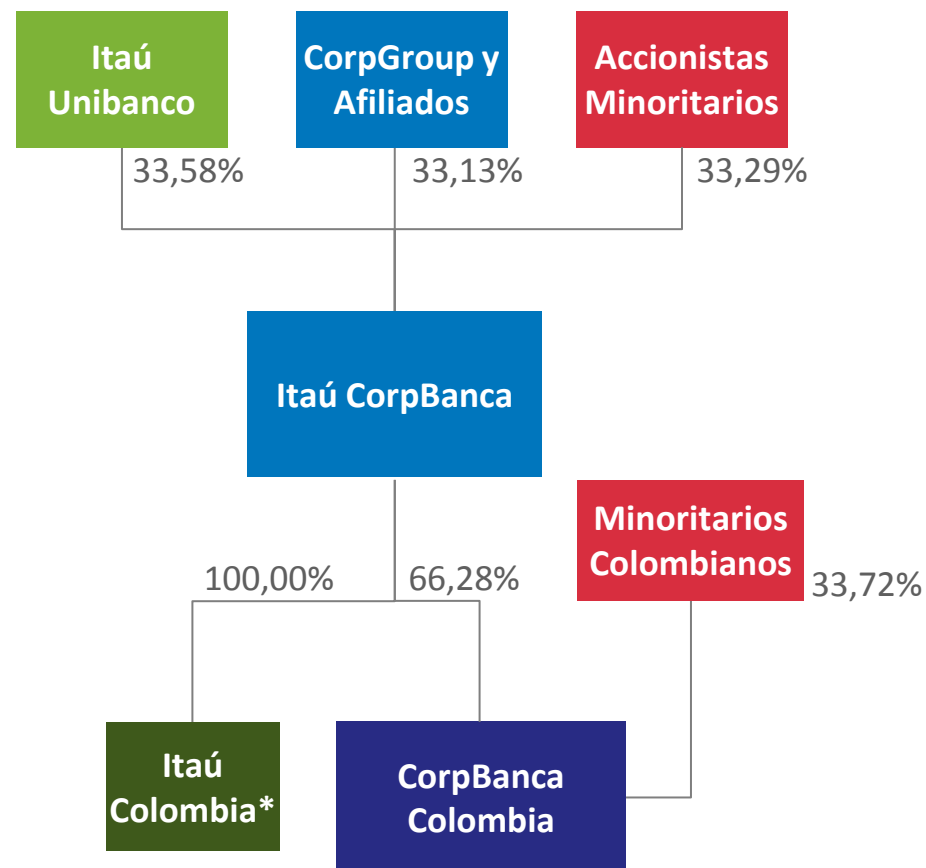 Itaú
Unibanco
CorpGroup y
Afiliados
Accionistas
Minoritarios
33,58%
33,13%
33,29%
Itaú CorpBanca
Minoritarios
Colombianos
100,00%
66,28%
33,72%
Itaú
Colombia*
CorpBanca
Colombia